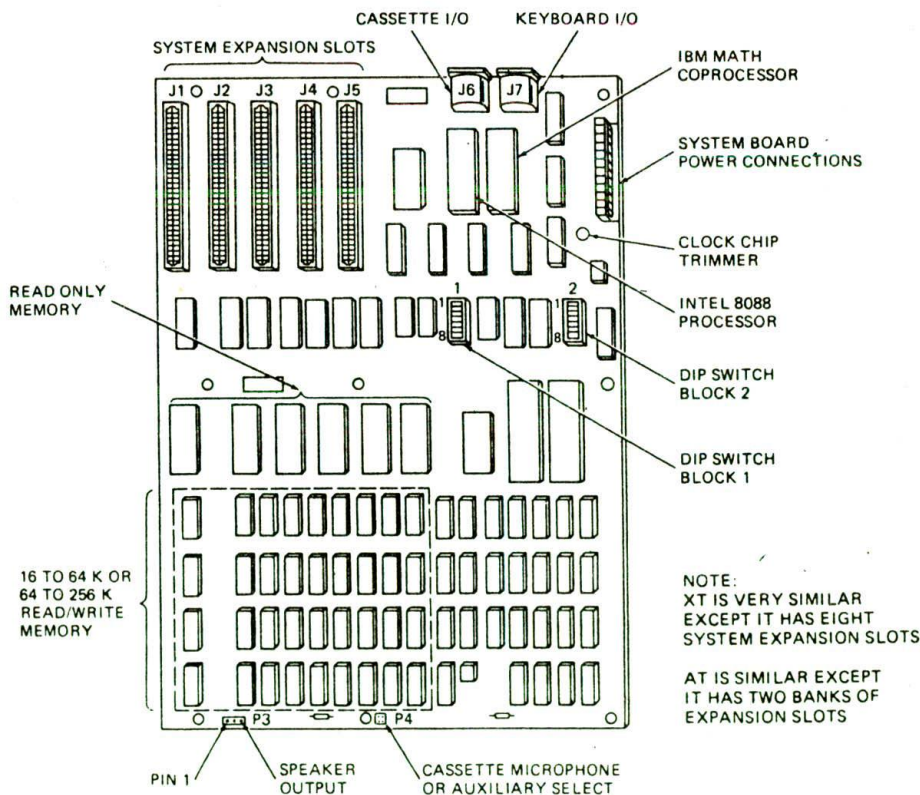 CASSETTE I/O
KEYBOARD I/O
SYSTEM EXPANSION SLOTS
IBM MATH
COPROCESSOR
J1
J2
J3
J4
J5
J6
J7
SYSTEM BOARD
POWER CONNECTIONS
CLOCK CHIP
TRIMMER
READ ONLY
MEMORY
1
1
8
2
1
8
INTEL 8088
PROCESSOR
DIP SWITCH
BLOCK 2
DIP SWITCH
BLOCK 1
16 TO 64 K OR
64 TO 256 K
READ/WRITE
MEMORY
NOTE:
XT IS VERY SIMILAR
EXCEPT IT HAS EIGHT
SYSTEM EXPANSION SLOTS
AT IS SIMILAR EXCEPT
IT HAS TWO BANKS OF
EXPANSION SLOTS
P3
P4
PIN 1
SPEAKER
OUTPUT
CASSETTE MICROPHONE
OR AUXILIARY SELECT